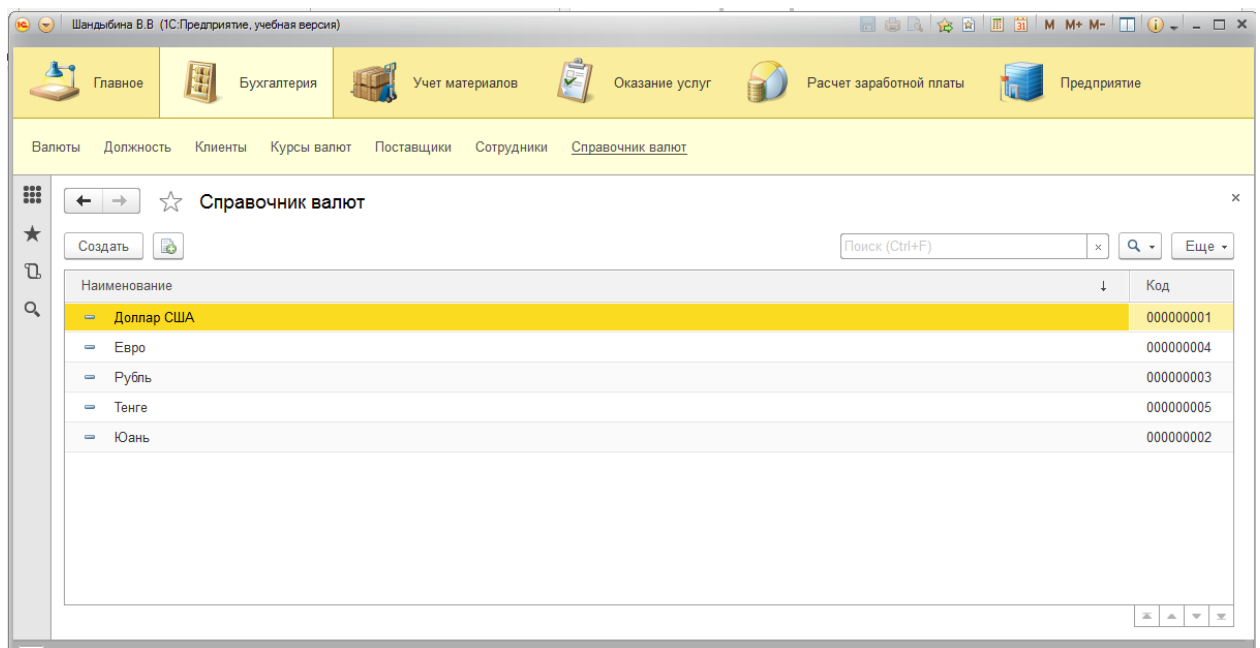 1С Шандыбина В.В (1С:Предприятие, учебная версия) 31 M M+ M-
Главное Бухгалтерия Учет материалов Оказание услуг Расчет заработной платы Предприятие
Валюты Должность Клиенты Курсы валют Поставщики Сотрудники Справочник валют
Справочник валют
Создать Поиск (Ctrl+F) Еще
Наименование Код
Доллар США 000000001
Евро 000000004
Рубль 000000003
Тенге 000000005
Юань 000000002